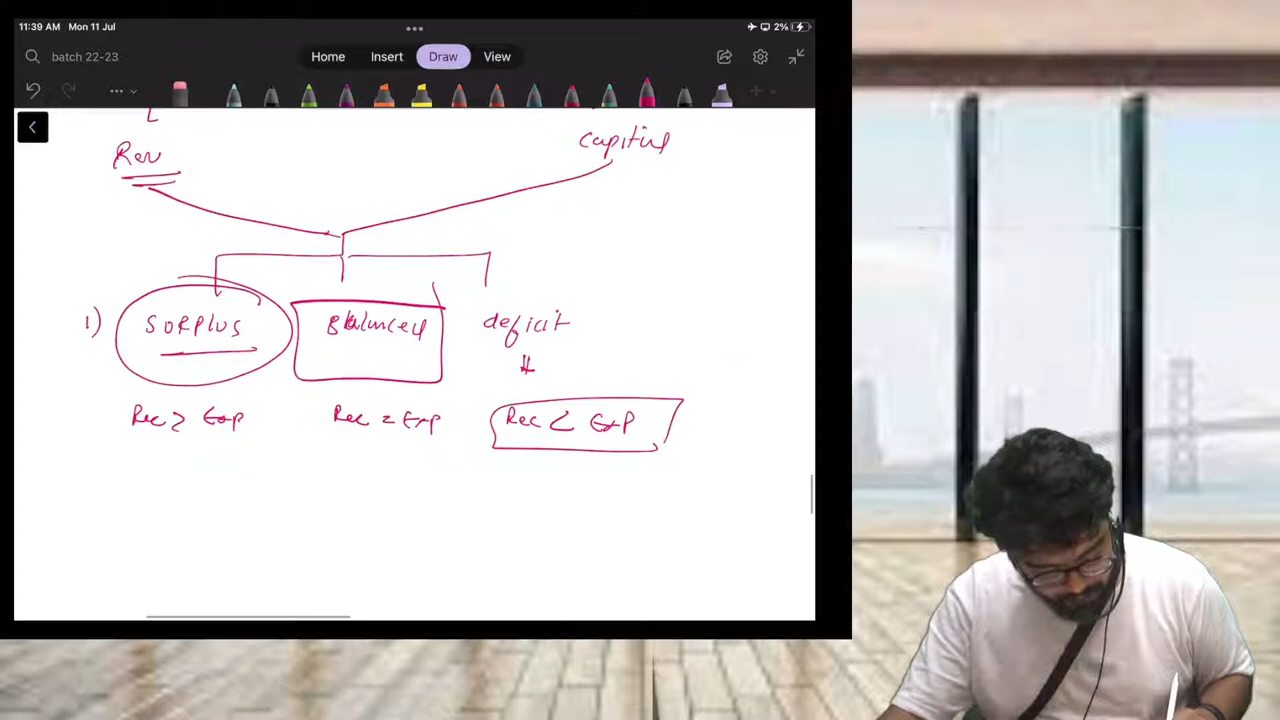 11:39 AM Mon 11 Jul
2%
batch 22-23
Home Insert Draw View
Rev
capital
1) SORPLUS Balanced deficit
Rec > Exp Rec = Exp Rec < Exp